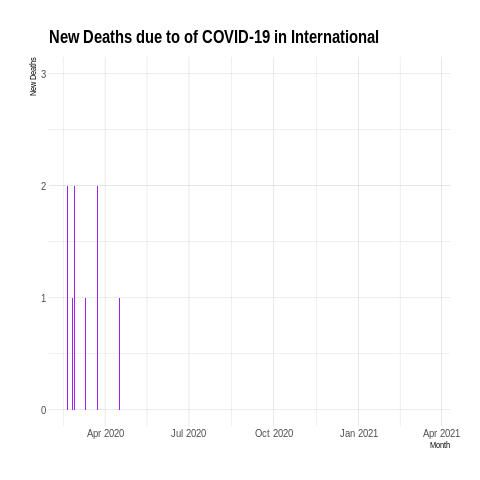 New Deaths due to of COVID-19 in International
New Deaths
3
2
1
0
Apr 2020
Jul 2020
Oct 2020
Jan 2021
Apr 2021
Month